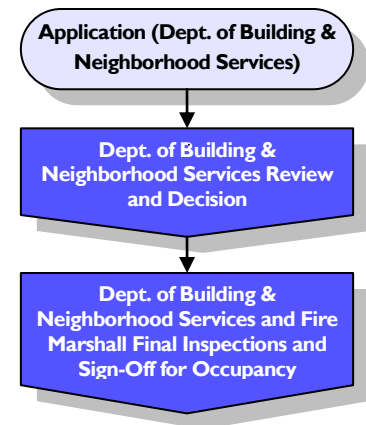 Application (Dept. of Building &
Neighborhood Services)
Dept. of Building &
Neighborhood Services Review
and Decision
Dept. of Building &
Neighborhood Services and Fire
Marshall Final Inspections and
Sign-Off for Occupancy